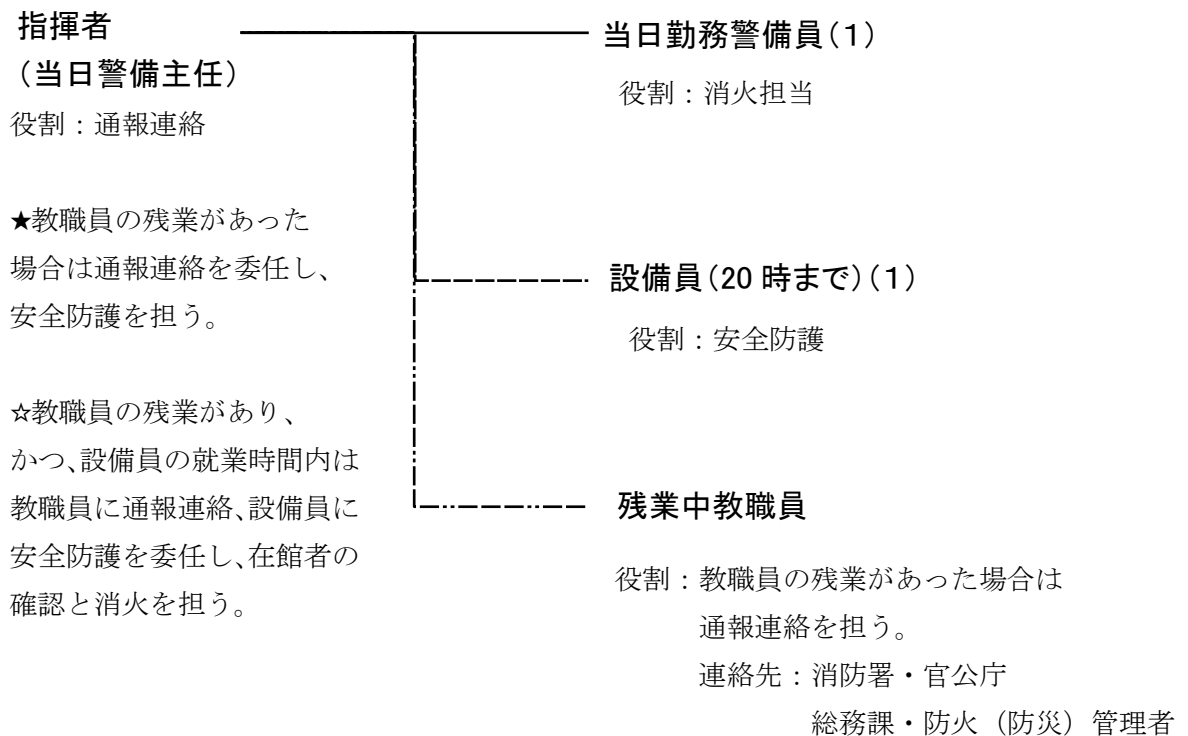 指揮者
（当日警備主任）
役割：通報連絡
★教職員の残業があった
場合は通報連絡を委任し、
安全防護を担う。
☆教職員の残業があり、
かつ、設備員の就業時間内は
教職員に通報連絡、設備員に
安全防護を委任し、在館者の
確認と消火を担う。
当日勤務警備員（１）
役割：消火担当
設備員（20 時まで）（１）
役割：安全防護
残業中教職員
役割：教職員の残業があった場合は
通報連絡を担う。
連絡先：消防署・官公庁
総務課・防火（防災）管理者